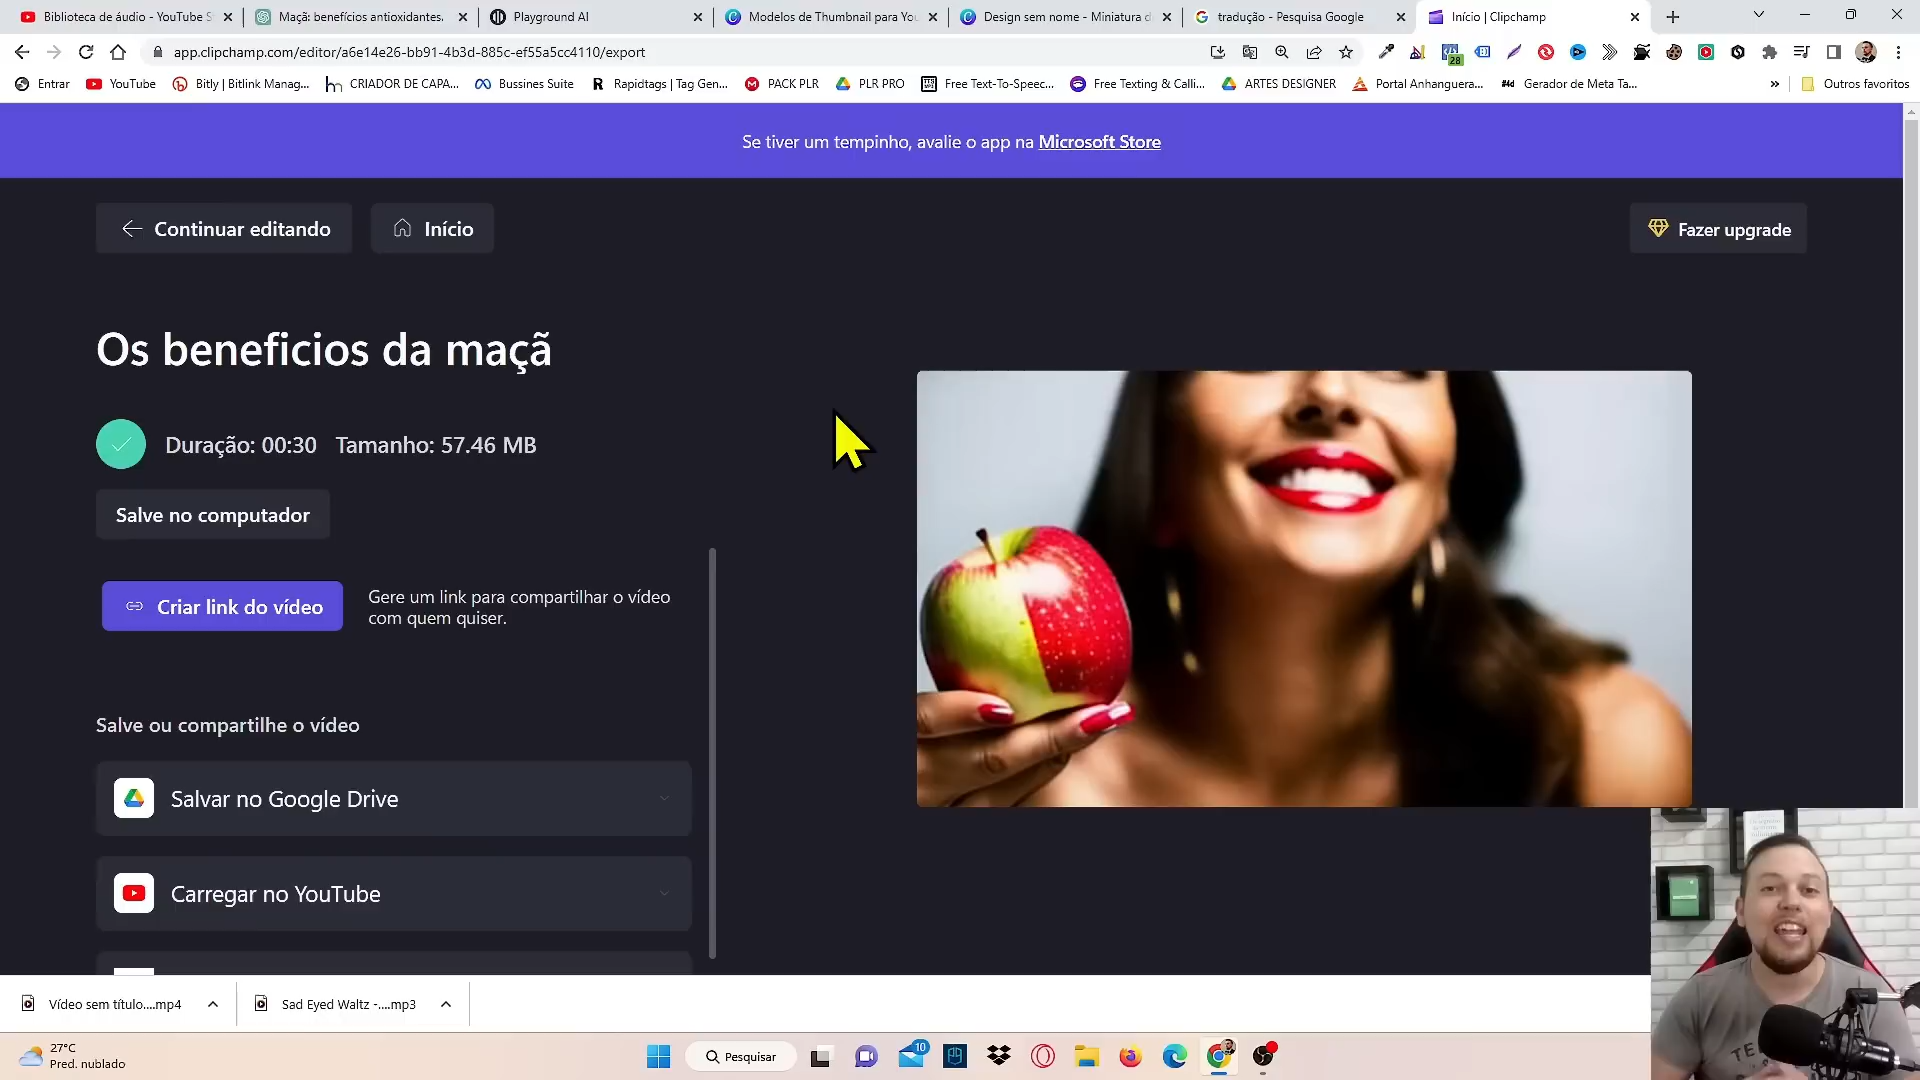 Biblioteca de áudio - YouTube S
Maçã: benefícios antioxidantes.
Playground AI
Modelos de Thumbnail para You
Design sem nome - Miniatura d
tradução - Pesquisa Google
Início | Clipchamp
app.clipchamp.com/editor/a6e14e26-bb91-4b3d-885c-ef55a5cc4110/export
28
Entrar
YouTube
Bitly | Bitlink Manag...
CRIADOR DE CAPA...
Bussines Suite
Rapidtags | Tag Gen...
PACK PLR
PLR PRO
Free Text-To-Speec...
Free Texting & Calli...
ARTES DESIGNER
Portal Anhanguera...
Gerador de Meta Ta...
»
Outros favoritos
Se tiver um tempinho, avalie o app na Microsoft Store
Continuar editando
Início
Fazer upgrade
Os beneficios da maçã
Duração: 00:30 Tamanho: 57.46 MB
Salve no computador
Criar link do vídeo
Gere um link para compartilhar o vídeo
com quem quiser.
Salve ou compartilhe o vídeo
Salvar no Google Drive
Carregar no YouTube
Vídeo sem título....mp4
Sad Eyed Waltz -....mp3
27°C
Pred. nublado
Pesquisar
10